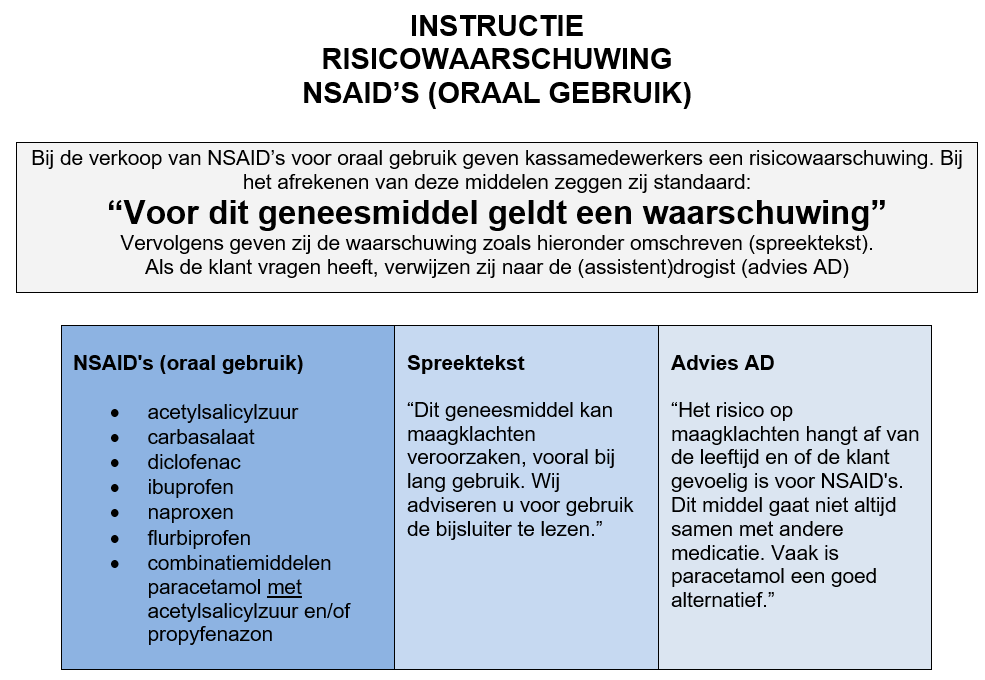 INSTRUCTIE
RISICOWAARSCHUWING
NSAID’S (ORAAL GEBRUIK)
Bij de verkoop van NSAID’s voor oraal gebruik geven kassamedewerkers een risicowaarschuwing. Bij
het afrekenen van deze middelen zeggen zij standaard:
“Voor dit geneesmiddel geldt een waarschuwing”
Vervolgens geven zij de waarschuwing zoals hieronder omschreven (spreektekst).
Als de klant vragen heeft, verwijzen zij naar de (assistent)drogist (advies AD)
NSAID's (oraal gebruik)
• acetylsalicylzuur
• carbasalaat
• diclofenac
• ibuprofen
• naproxen
• flurbiprofen
• combinatiemiddelen
paracetamol met
acetylsalicylzuur en/of
propyfenazon
Spreektekst
“Dit geneesmiddel kan
maagklachten
veroorzaken, vooral bij
lang gebruik. Wij
adviseren u voor gebruik
de bijsluiter te lezen.”
Advies AD
“Het risico op
maagklachten hangt af van
de leeftijd en of de klant
gevoelig is voor NSAID's.
Dit middel gaat niet altijd
samen met andere
medicatie. Vaak is
paracetamol een goed
alternatief.”